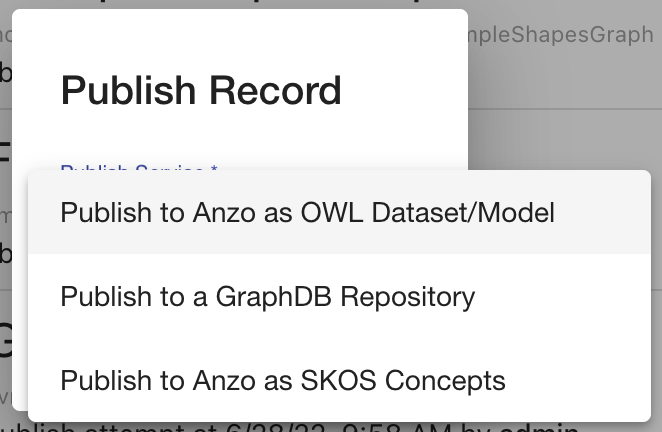 mpleShapesGraph
Publish Record
Publish Service *
Publish to Anzo as OWL Dataset/Model
Publish to a GraphDB Repository
Publish to Anzo as SKOS Concepts
ublish attempt at 6/28/22, 9:58 AM by admin